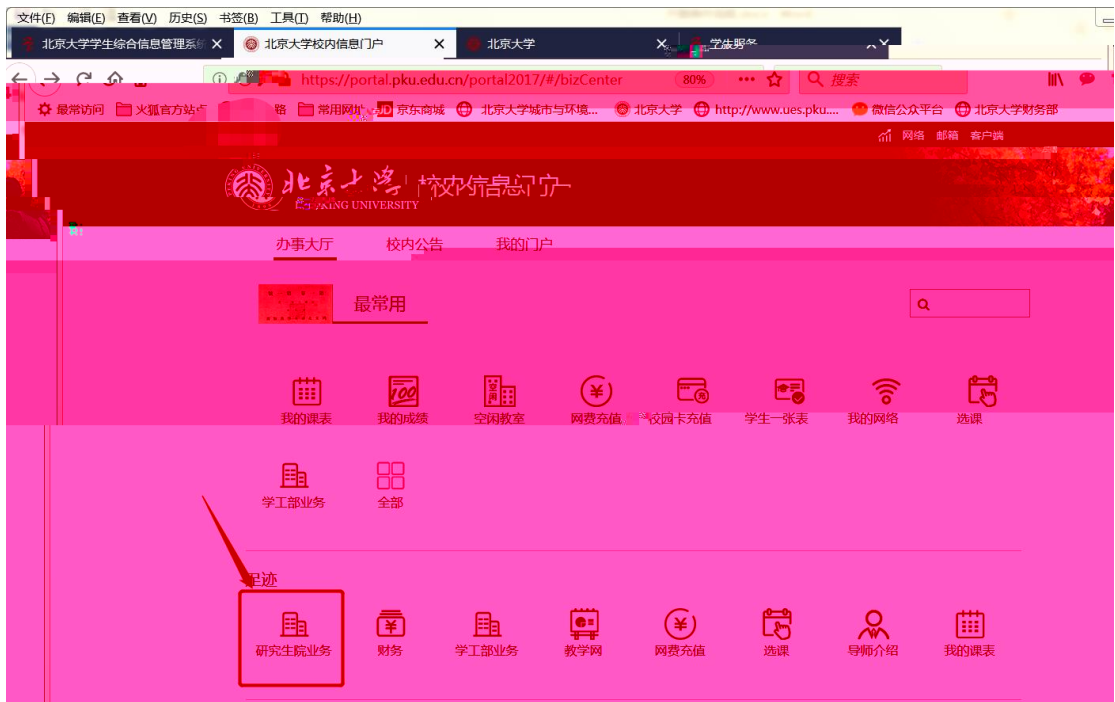 文件(F) 编辑(E) 查看(V) 历史(S) 书签(B) 工具(T) 帮助(H)
北京大学学生综合信息管理系统 × 北京大学校内信息门户 × 北京大学 ×
https://portal.pku.edu.cn/portal2017/#/bizCenter 80% 搜索
最常访问 火狐官方站点 常用网址 JD 京东商城 北京大学城市与环境... 北京大学 http://www.ues.pku.... 微信公众平台 北京大学财务部
网络 邮箱 客户端
北京大学 校内信息门户
UNIVERSITY
办事大厅 校内公告 我的门户
最常用
我的课表 我的成绩 空闲教室 网费充值 校园卡充值 学生一张表 我的网络 选课
学工部业务 全部
足迹
研究生院业务 财务 学工部业务 教学网 网费充值 选课 导师介绍 我的课表